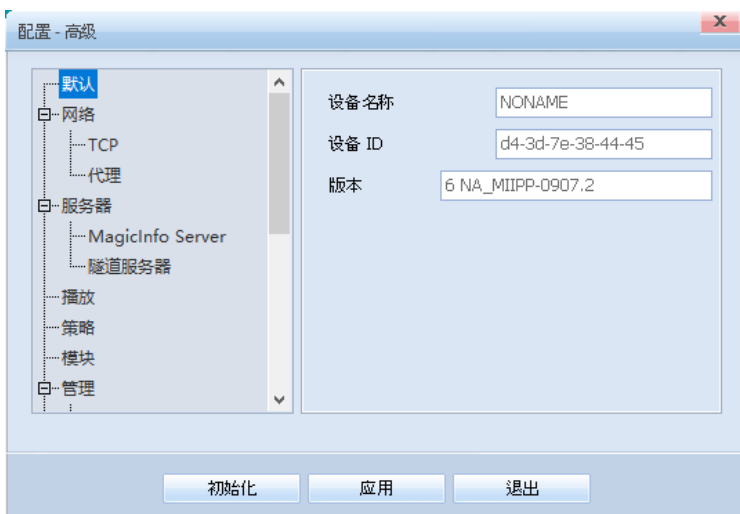 配置 - 高级
x
默认
网络
TCP
代理
服务器
MagicInfo Server
隧道服务器
播放
策略
模块
管理
设备名称 NONAME
设备 ID d4-3d-7e-38-44-45
版本 6 NA_MIIPP-0907.2
初始化 应用 退出